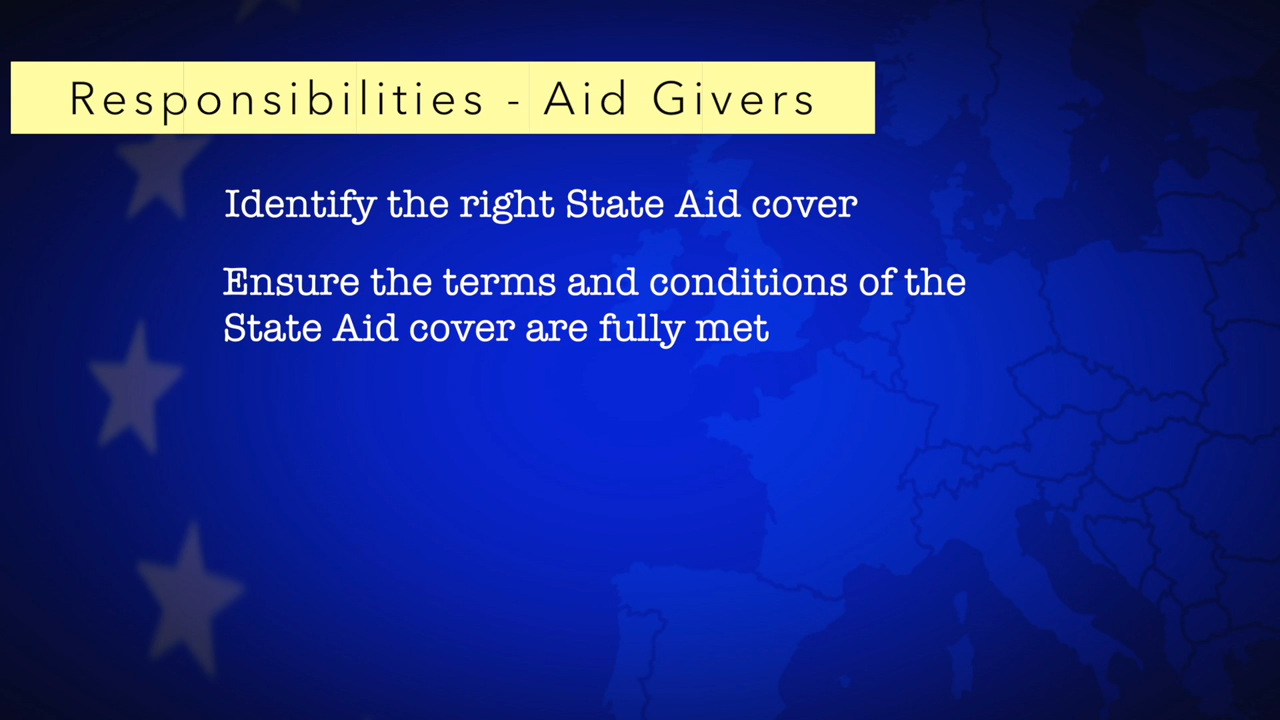 Responsibilities - Aid Givers
Identify the right State Aid cover
Ensure the terms and conditions of the
State Aid cover are fully met